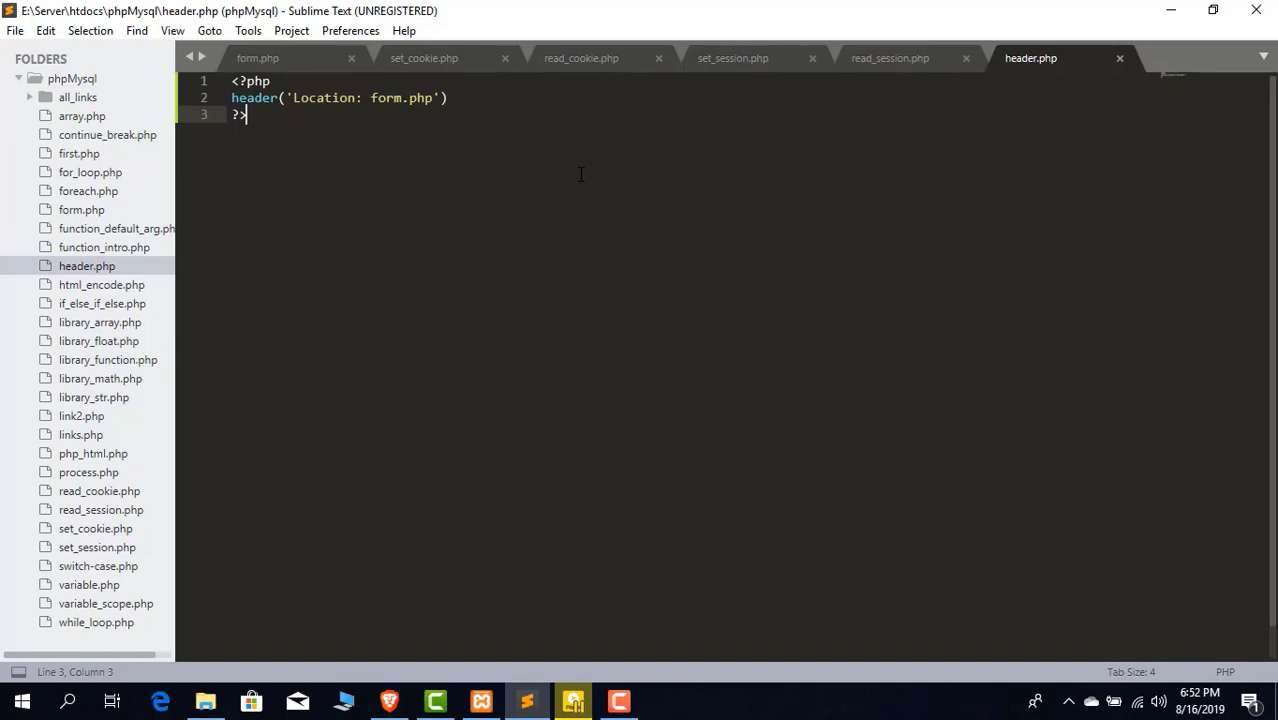 E:\Server\htdocs\phpMysql\header.php (phpMysql) - Sublime Text (UNREGISTERED)
File Edit Selection Find View Goto Tools Project Preferences Help
FOLDERS
phpMysql
all_links
array.php
continue_break.php
first.php
for_loop.php
foreach.php
form.php
function_default_arg.ph
function_intro.php
header.php
html_encode.php
if_else_if_else.php
library_array.php
library_float.php
library_function.php
library_math.php
library_str.php
link2.php
links.php
php_html.php
process.php
read_cookie.php
read_session.php
set_cookie.php
set_session.php
switch-case.php
variable.php
variable_scope.php
while_loop.php
form.php set_cookie.php read_cookie.php set_session.php read_session.php header.php
1 <?php
2 header('Location: form.php')
3 ?>
Line 3, Column 3 Tab Size: 4 PHP
6:52 PM
8/16/2019
1